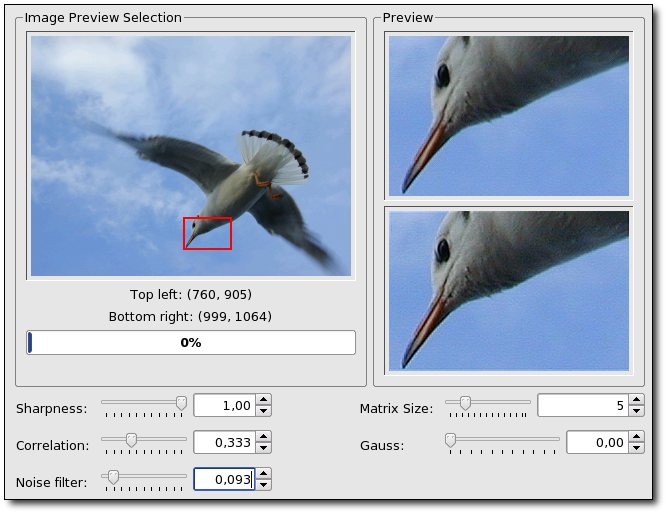 Image Preview Selection
Preview
Top left: (760, 905)
Bottom right: (999, 1064)
0%
Sharpness: 1,00
Matrix Size: 5
Correlation: 0,333
Gauss: 0,00
Noise filter: 0,093